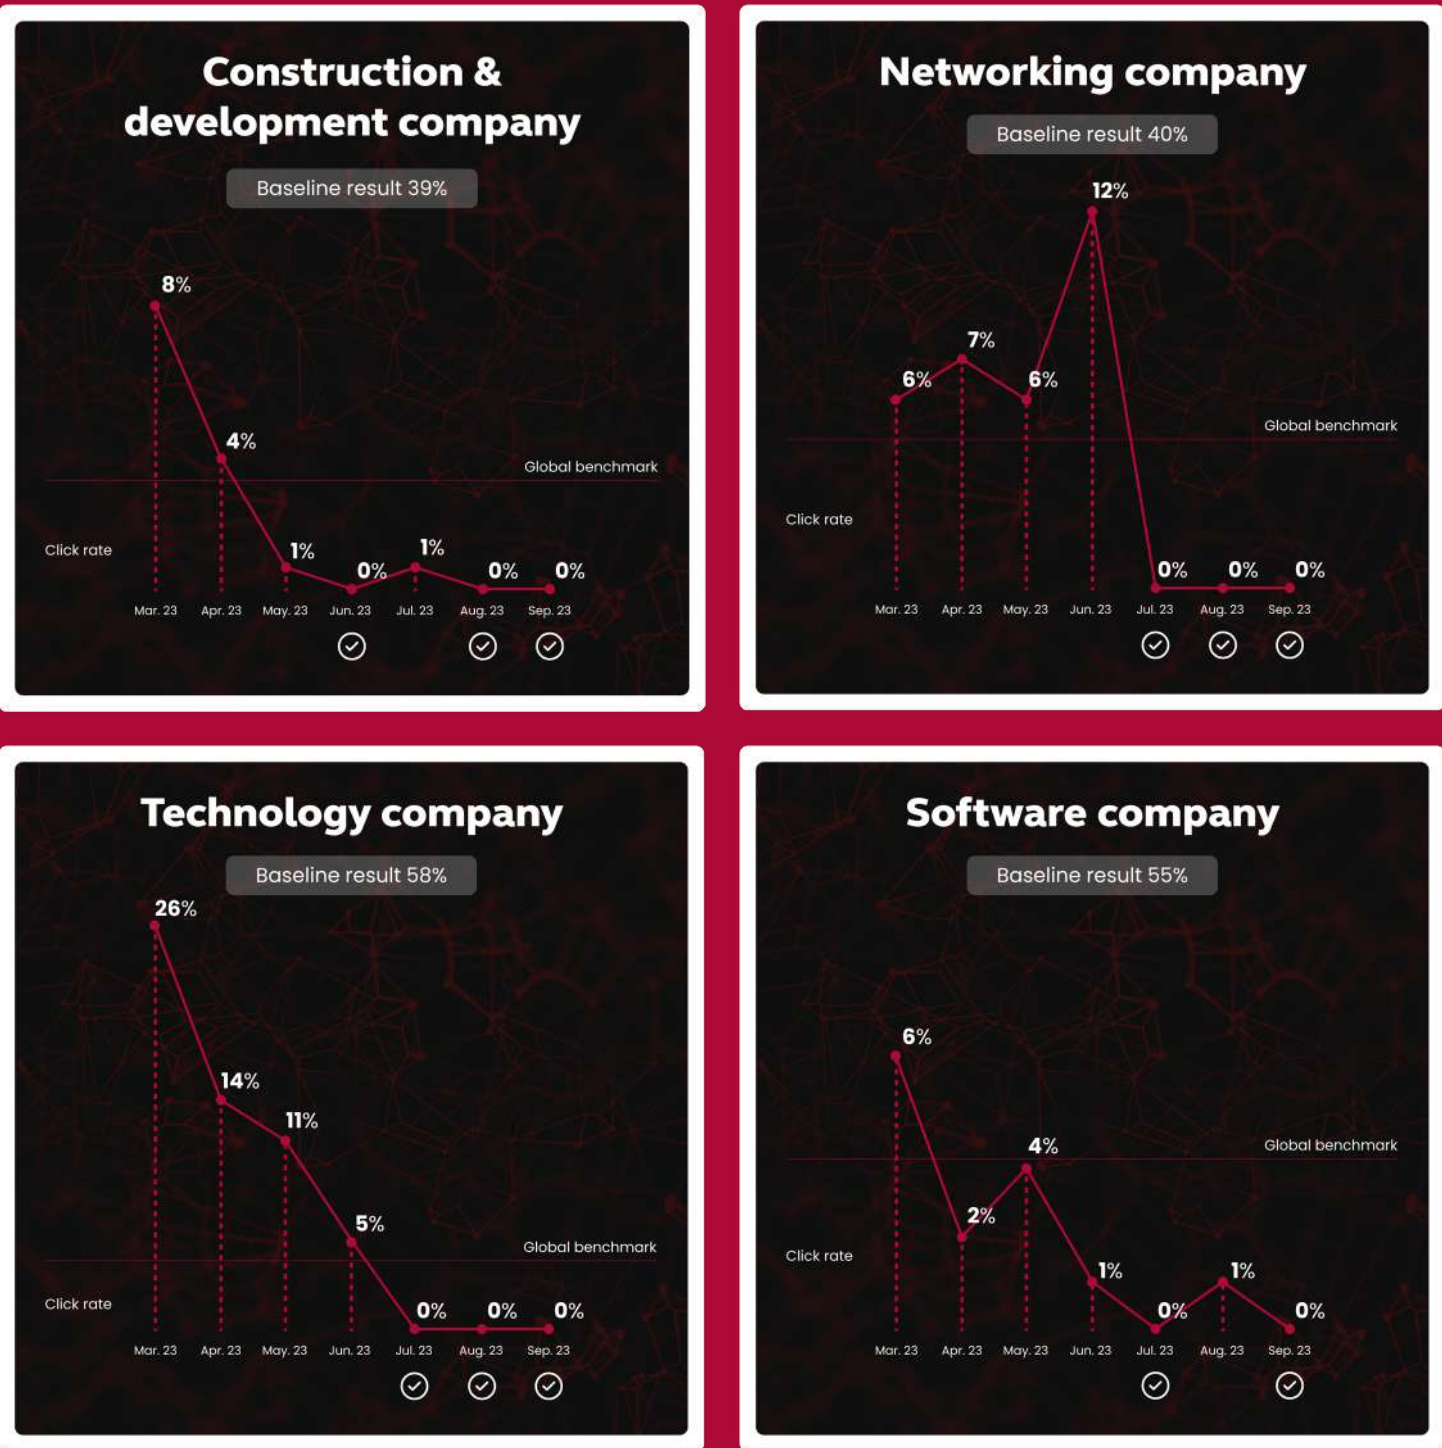 Construction &
development company
Baseline result 39%
8%
4%
Global benchmark
Click rate
1%
0%
1%
0%
0%
Mar. 23
Apr. 23
May. 23
Jun. 23
Jul. 23
Aug. 23
Sep. 23
Networking company
Baseline result 40%
12%
7%
6%
6%
Global benchmark
Click rate
0%
0%
0%
Mar. 23
Apr. 23
May. 23
Jun. 23
Jul. 23
Aug. 23
Sep. 23
Technology company
Baseline result 58%
26%
14%
11%
5%
Global benchmark
Click rate
0%
0%
0%
Mar. 23
Apr. 23
May. 23
Jun. 23
Jul. 23
Aug. 23
Sep. 23
Software company
Baseline result 55%
6%
4%
Global benchmark
2%
Click rate
1%
1%
0%
0%
Mar. 23
Apr. 23
May. 23
Jun. 23
Jul. 23
Aug. 23
Sep. 23